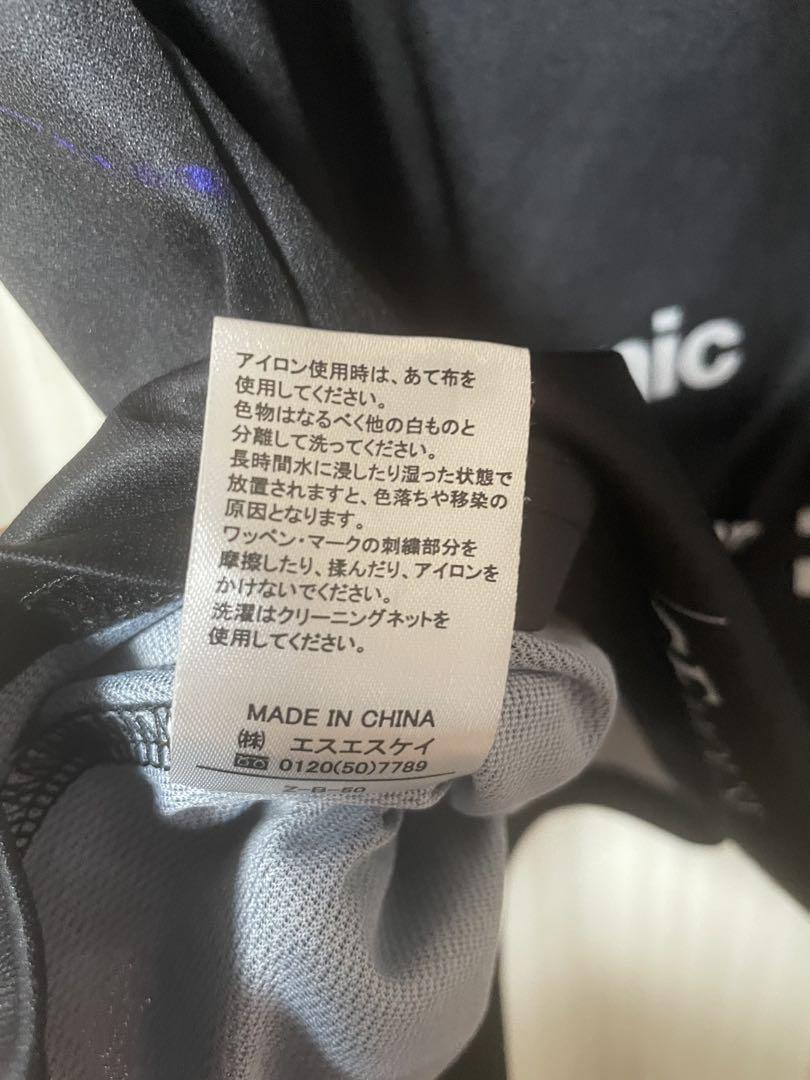 nic
アイロン使用時は、あて布を
使用してください。
色物はなるべく他の白ものと
分離して洗ってください。
長時間水に浸したり湿った状態で
放置されますと、色落ちや移染の
原因となります。
ワッペン・マークの刺繍部分を
摩擦したり、揉んだり、アイロンを
かけないでください。
洗濯はクリーニングネットを
使用してください。
MADE IN CHINA
(株) エスエスケイ
0120(50)7789
Z-B-50